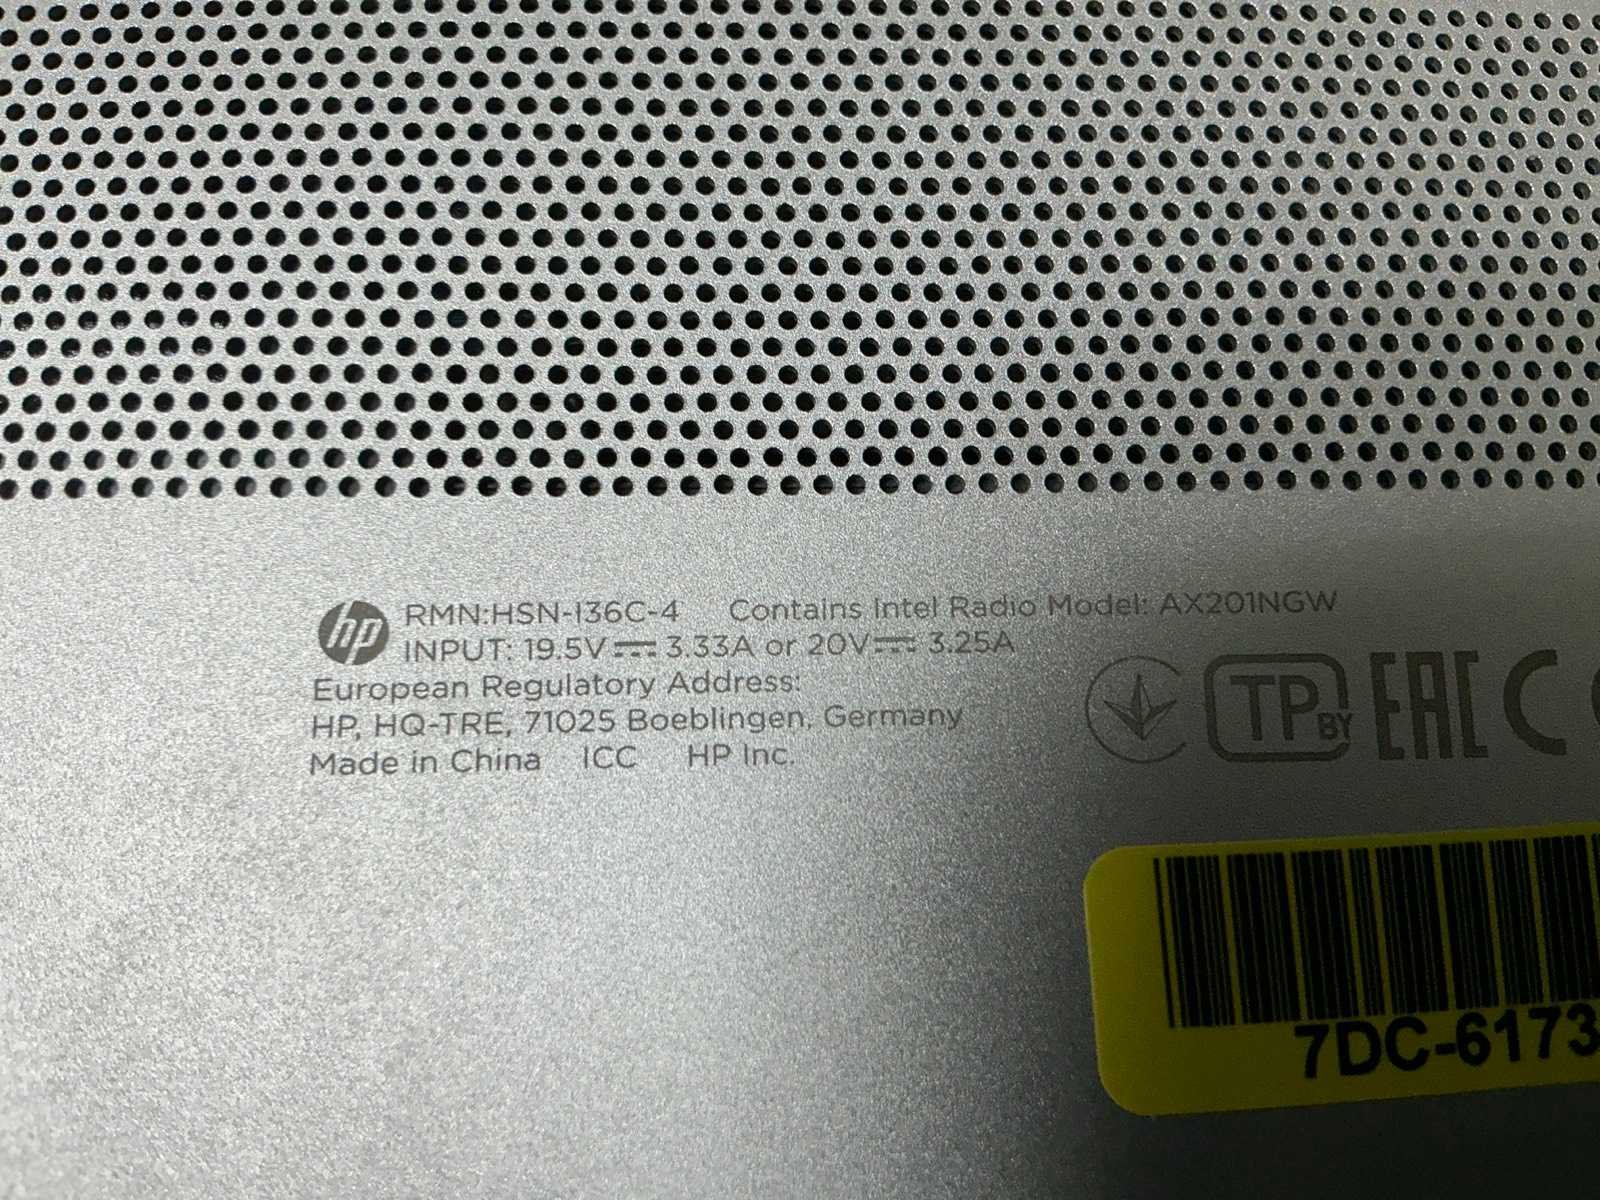 hp RMN:HSN-I36C-4 Contains Intel Radio Model: AX201NGW
INPUT: 19.5V⎓ 3.33A or 20V⎓ 3.25A
European Regulatory Address:
HP, HQ-TRE, 71025 Boeblingen, Germany
Made in China ICC HP Inc.
TP BY EAC C
7DC-6173